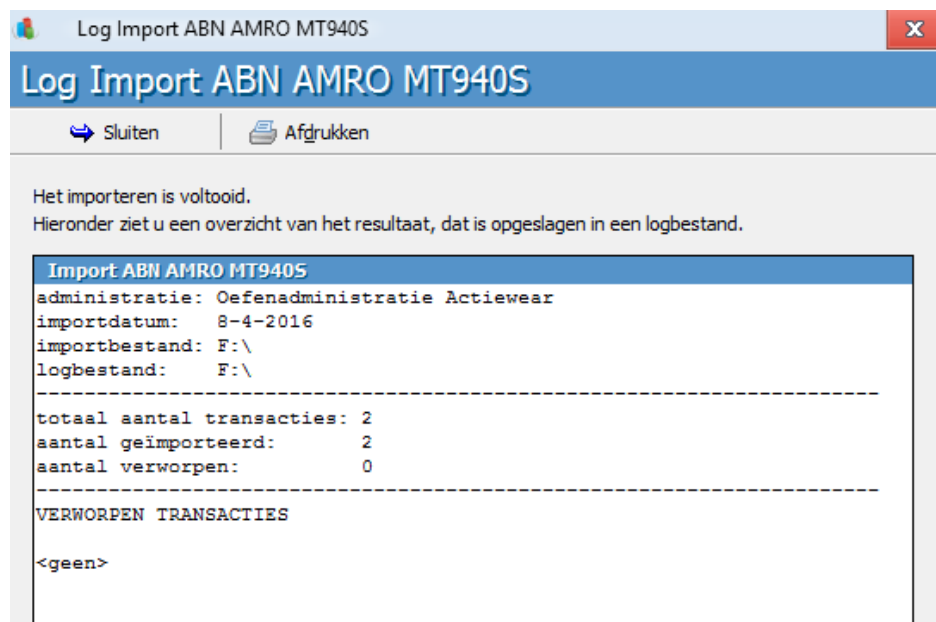 Log Import ABN AMRO MT940S
Log Import ABN AMRO MT940S
Sluiten Afdrukken
Het importeren is voltooid.
Hieronder ziet u een overzicht van het resultaat, dat is opgeslagen in een logbestand.
Import ABN AMRO MT940S
administratie: Oefenadministratie Actiewear
importdatum: 8-4-2016
importbestand: F:\
logbestand: F:\
----------------------------------------------------------------------
totaal aantal transacties: 2
aantal geïmporteerd: 2
aantal verworpen: 0
----------------------------------------------------------------------
VERWORPEN TRANSACTIES
<geen>